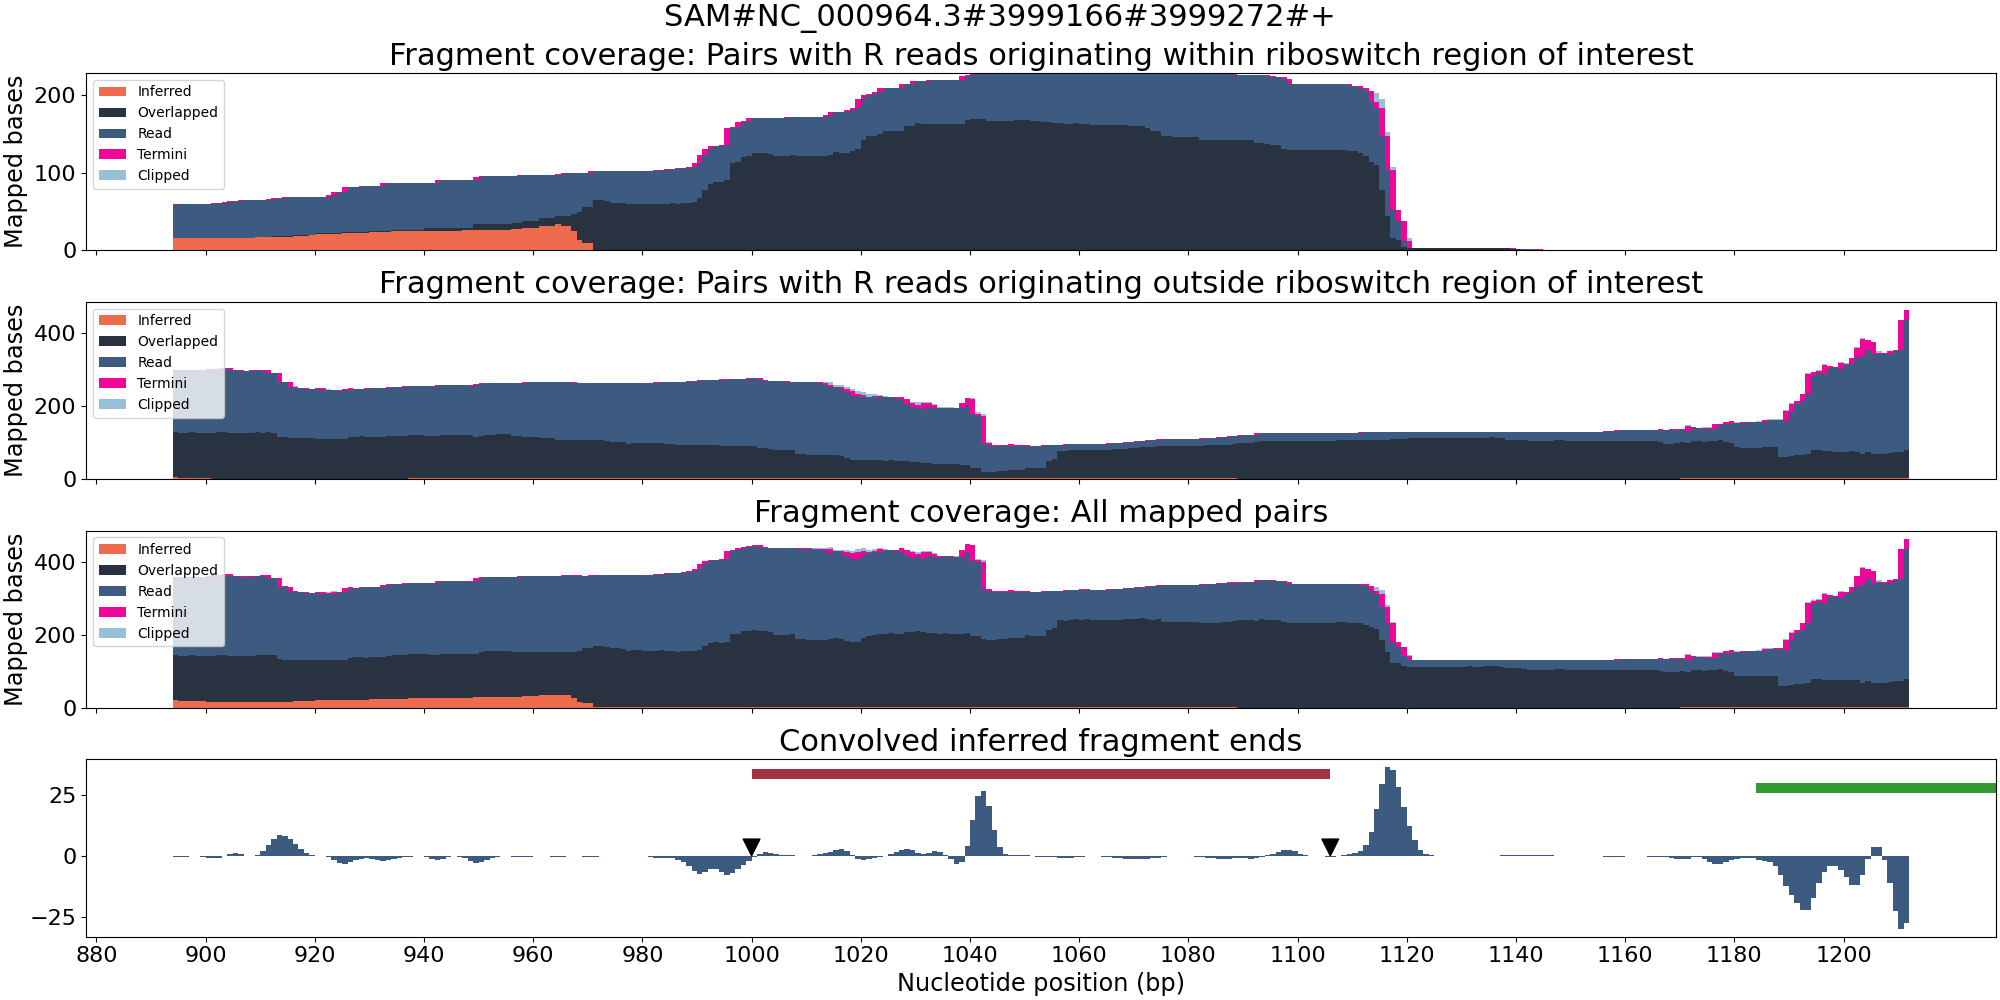 SAM#NC_000964.3#3999166#3999272#+
Fragment coverage: Pairs with R reads originating within riboswitch region of interest
Mapped bases
200
100
0
Inferred
Overlapped
Read
Termini
Clipped
Fragment coverage: Pairs with R reads originating outside riboswitch region of interest
Mapped bases
400
200
0
Inferred
Overlapped
Read
Termini
Clipped
Fragment coverage: All mapped pairs
Mapped bases
400
200
0
Inferred
Overlapped
Read
Termini
Clipped
Convolved inferred fragment ends
25
0
−25
880 900 920 940 960 980 1000 1020 1040 1060 1080 1100 1120 1140 1160 1180 1200
Nucleotide position (bp)